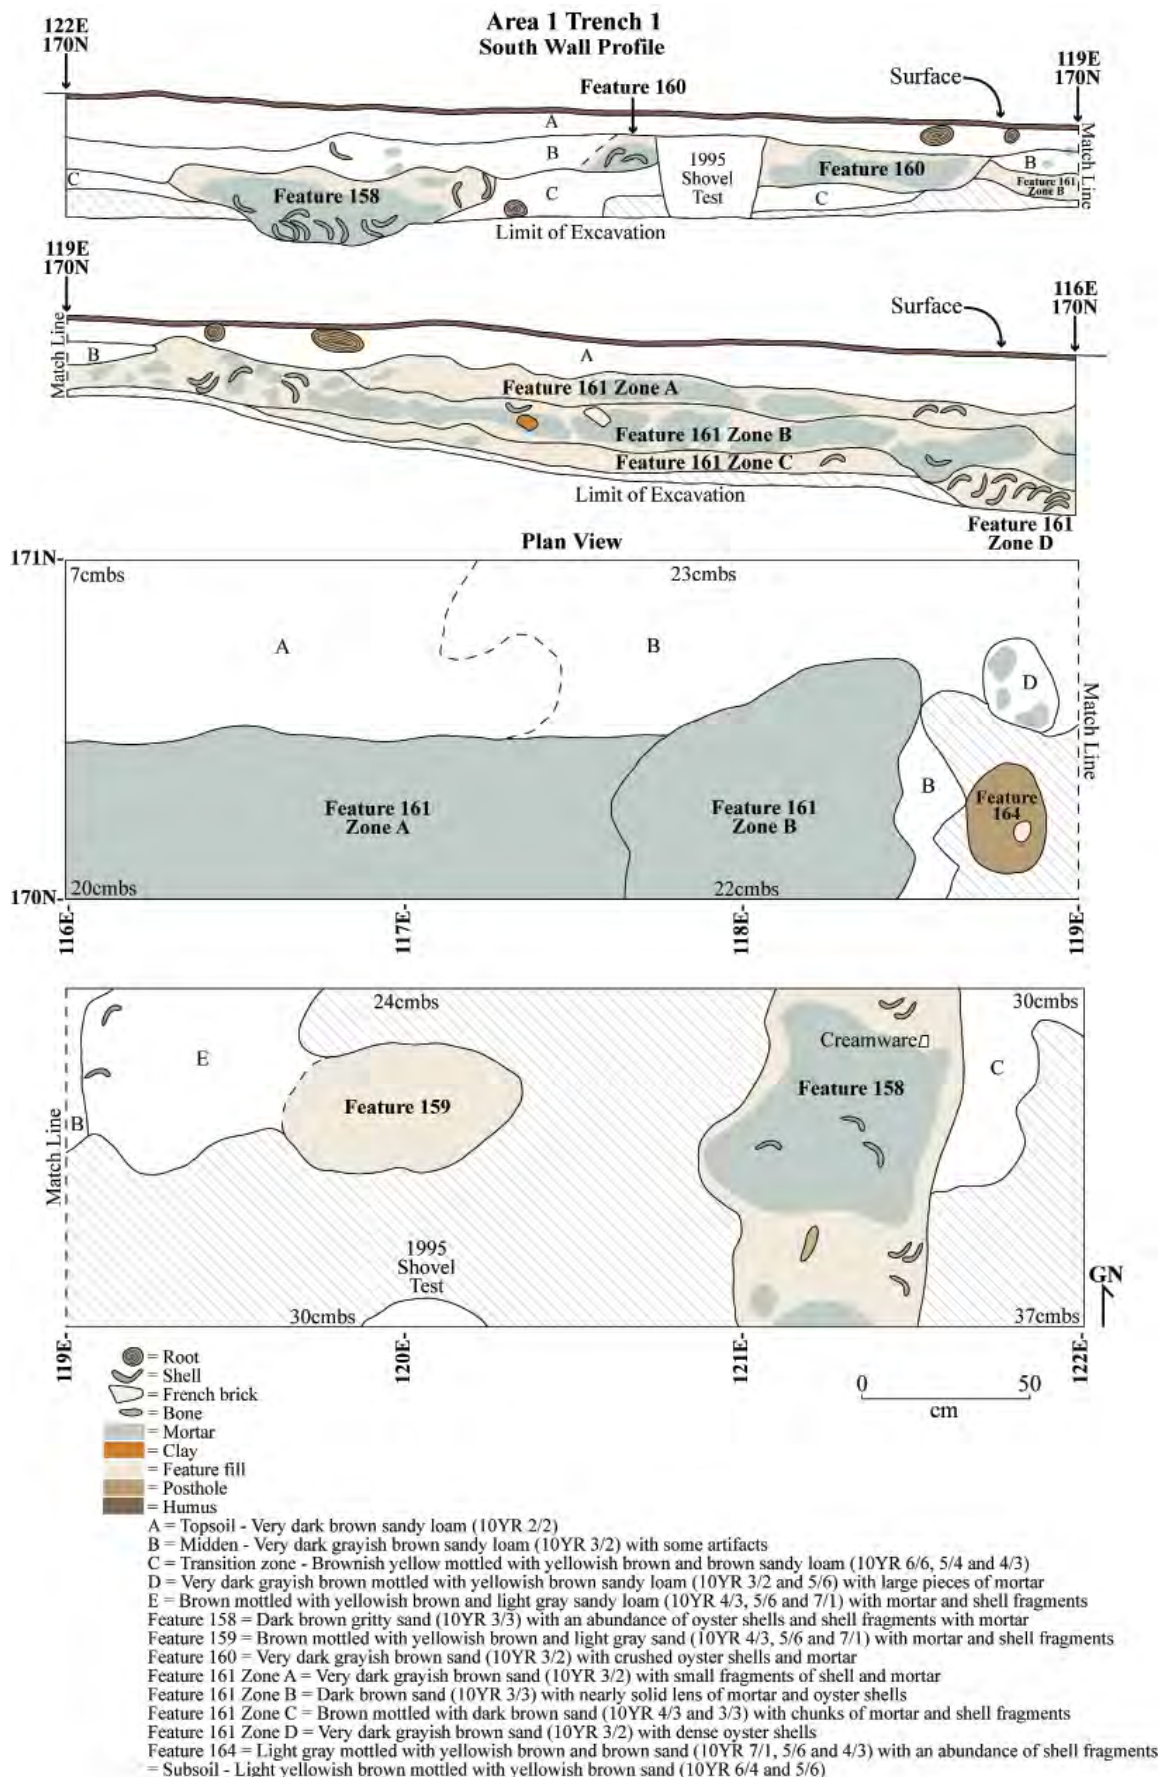 Area 1 Trench 1
South Wall Profile
122E
170N
119E
170N
Feature 160
Surface
Match Line
A
B
1995
Shovel
Test
Feature 160
B
Feature 161
Zone B
C
Feature 158
C
C
Limit of Excavation
119E
170N
116E
170N
Surface
Match Line
B
A
Feature 161 Zone A
Feature 161 Zone B
Feature 161 Zone C
Limit of Excavation
Feature 161
Zone D
Plan View
171N-
7cmbs
23cmbs
A
B
D
Match Line
Feature 161
Zone A
Feature 161
Zone B
B
Feature
164
170N-
20cmbs
22cmbs
116E-
117E-
118E-
119E-
24cmbs
30cmbs
Creamware
E
C
Feature 158
Feature 159
B
Match Line
1995
Shovel
Test
30cmbs
37cmbs
GN
119E-
120E-
121E-
122E-
= Root
= Shell
= French brick
= Bone
= Mortar
= Clay
= Feature fill
= Posthole
= Humus
0 50
cm
A = Topsoil - Very dark brown sandy loam (10YR 2/2)
B = Midden - Very dark grayish brown sandy loam (10YR 3/2) with some artifacts
C = Transition zone - Brownish yellow mottled with yellowish brown and brown sandy loam (10YR 6/6, 5/4 and 4/3)
D = Very dark grayish brown mottled with yellowish brown sandy loam (10YR 3/2 and 5/6) with large pieces of mortar
E = Brown mottled with yellowish brown and light gray sandy loam (10YR 4/3, 5/6 and 7/1) with mortar and shell fragments
Feature 158 = Dark brown gritty sand (10YR 3/3) with an abundance of oyster shells and shell fragments with mortar
Feature 159 = Brown mottled with yellowish brown and light gray sand (10YR 4/3, 5/6 and 7/1) with mortar and shell fragments
Feature 160 = Very dark grayish brown sand (10YR 3/2) with crushed oyster shells and mortar
Feature 161 Zone A = Very dark grayish brown sand (10YR 3/2) with small fragments of shell and mortar
Feature 161 Zone B = Dark brown sand (10YR 3/3) with nearly solid lens of mortar and oyster shells
Feature 161 Zone C = Brown mottled with dark brown sand (10YR 4/3 and 3/3) with chunks of mortar and shell fragments
Feature 161 Zone D = Very dark grayish brown sand (10YR 3/2) with dense oyster shells
Feature 164 = Light gray mottled with yellowish brown and brown sand (10YR 7/1, 5/6 and 4/3) with an abundance of shell fragments
= Subsoil - Light yellowish brown mottled with yellowish brown sand (10YR 6/4 and 5/6)